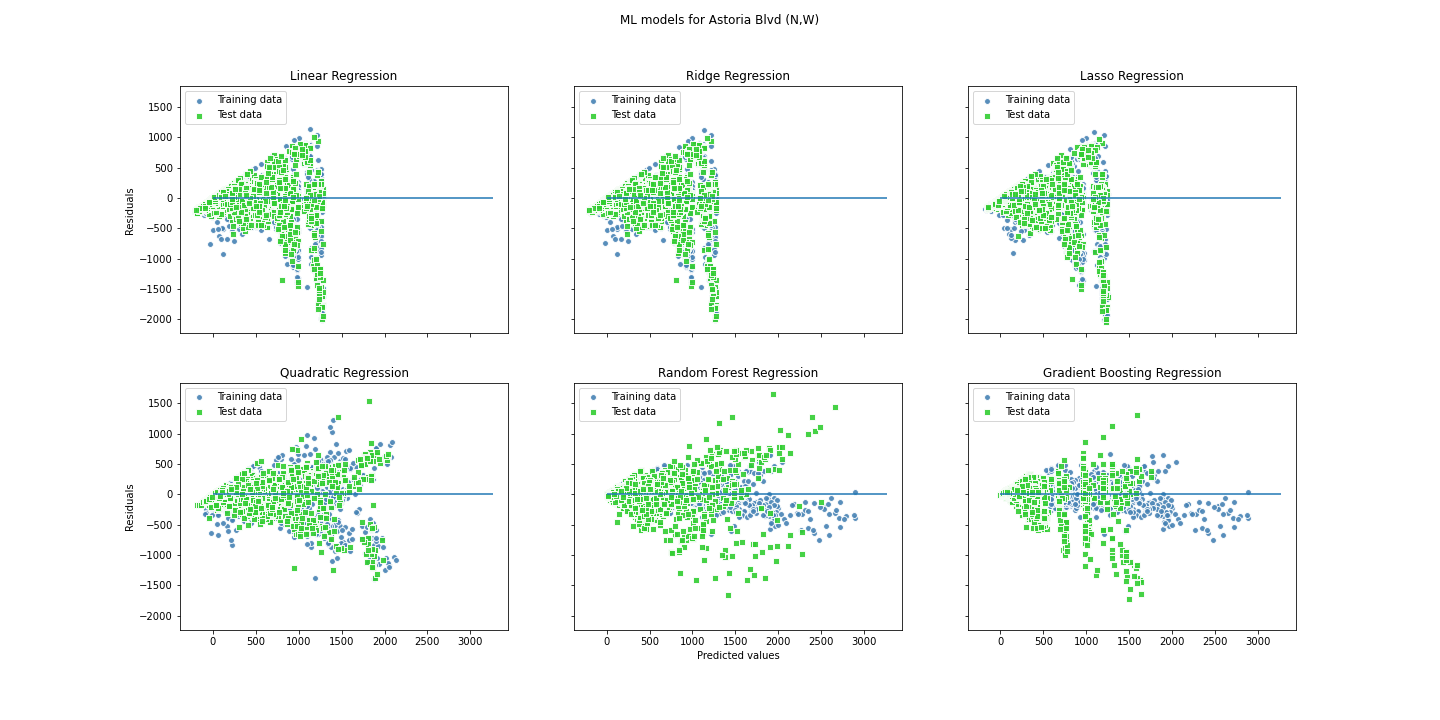 ML models for Astoria Blvd (N,W)
Linear Regression
Training data
Test data
1500
1000
500
0
−500
−1000
−1500
−2000
Residuals
Ridge Regression
Training data
Test data
Lasso Regression
Training data
Test data
Quadratic Regression
Training data
Test data
1500
1000
500
0
−500
−1000
−1500
−2000
Residuals
0 500 1000 1500 2000 2500 3000
Random Forest Regression
Training data
Test data
0 500 1000 1500 2000 2500 3000
Predicted values
Gradient Boosting Regression
Training data
Test data
0 500 1000 1500 2000 2500 3000